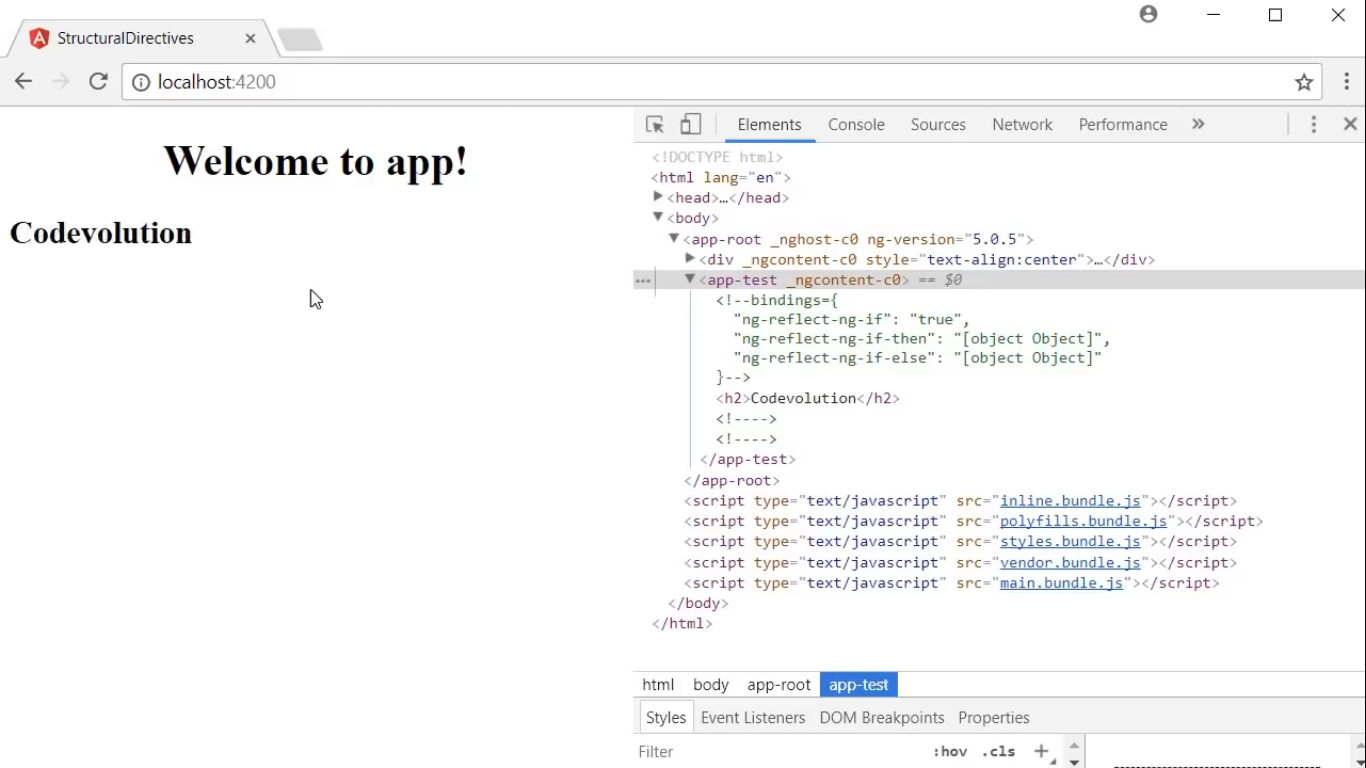 StructuralDirectives
localhost:4200
Welcome to app!
Codevolution
Elements Console Sources Network Performance »
<!DOCTYPE html>
<html lang="en">
<head>…</head>
<body>
<app-root _nghost-c0 ng-version="5.0.5">
<div _ngcontent-c0 style="text-align:center">…</div>
<app-test _ngcontent-c0> == $0
<!--bindings={
"ng-reflect-ng-if": "true",
"ng-reflect-ng-if-then": "[object Object]",
"ng-reflect-ng-if-else": "[object Object]"
}-->
<h2>Codevolution</h2>
<!---->
<!---->
</app-test>
</app-root>
<script type="text/javascript" src="inline.bundle.js"></script>
<script type="text/javascript" src="polyfills.bundle.js"></script>
<script type="text/javascript" src="styles.bundle.js"></script>
<script type="text/javascript" src="vendor.bundle.js"></script>
<script type="text/javascript" src="main.bundle.js"></script>
</body>
</html>
html body app-root app-test
Styles Event Listeners DOM Breakpoints Properties
Filter :hov .cls +